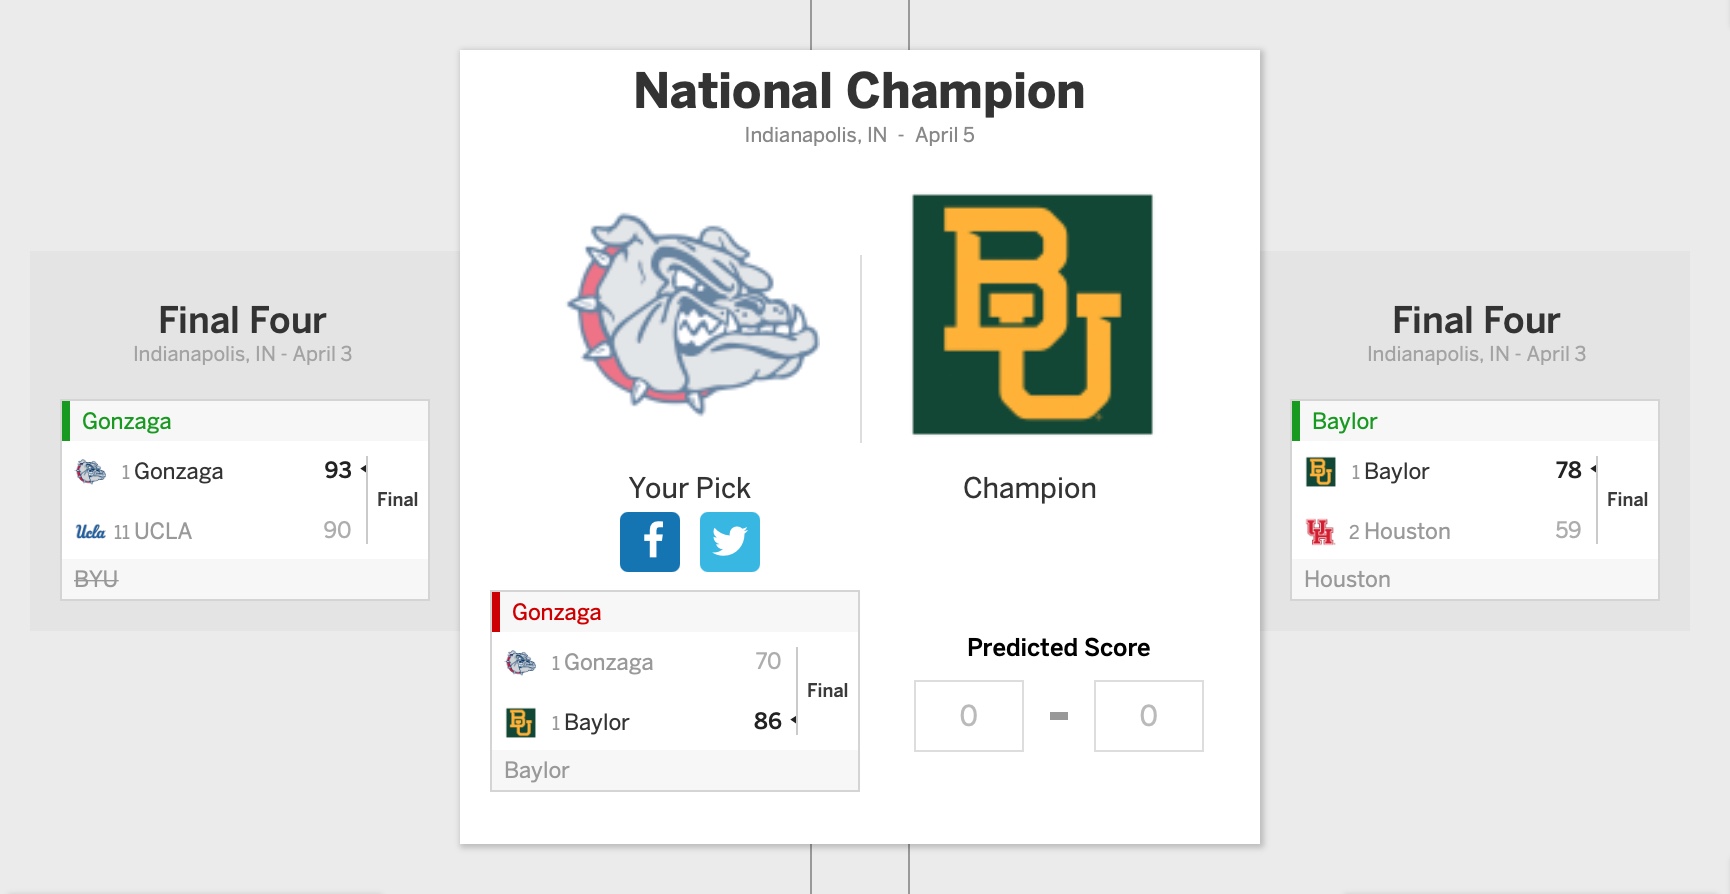 National Champion
Indianapolis, IN - April 5
Final Four
Indianapolis, IN - April 3
Gonzaga
1 Gonzaga 93
Final
Ucla 11 UCLA 90
BYU
BU
Your Pick
Champion
f
Gonzaga
1 Gonzaga 70
Final
BU 1 Baylor 86
Baylor
Predicted Score
0 - 0
Final Four
Indianapolis, IN - April 3
Baylor
BU 1 Baylor 78
Final
UH 2 Houston 59
Houston